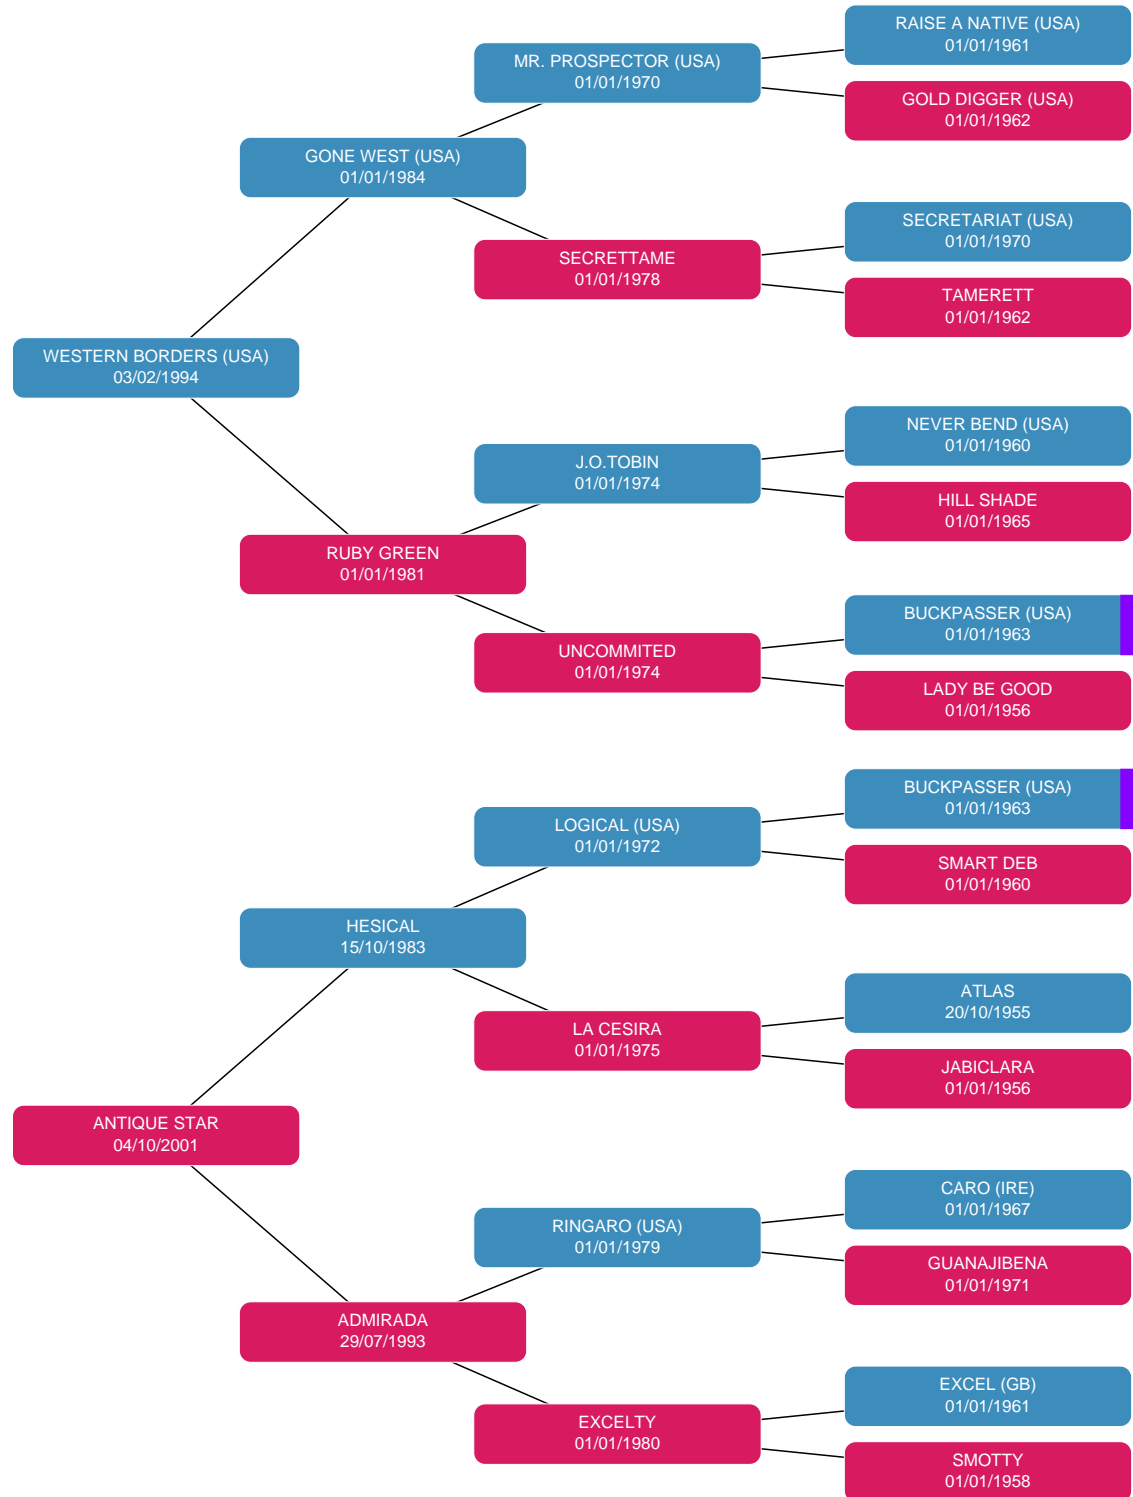 RAISE A NATIVE (USA)
01/01/1961
MR. PROSPECTOR (USA)
01/01/1970
GOLD DIGGER (USA)
01/01/1962
GONE WEST (USA)
01/01/1984
SECRETARIAT (USA)
01/01/1970
SECRETTAME
01/01/1978
TAMERETT
01/01/1962
WESTERN BORDERS (USA)
03/02/1994
NEVER BEND (USA)
01/01/1960
J.O.TOBIN
01/01/1974
HILL SHADE
01/01/1965
RUBY GREEN
01/01/1981
BUCKPASSER (USA)
01/01/1963
UNCOMMITED
01/01/1974
LADY BE GOOD
01/01/1956
BUCKPASSER (USA)
01/01/1963
LOGICAL (USA)
01/01/1972
SMART DEB
01/01/1960
HESICAL
15/10/1983
ATLAS
20/10/1955
LA CESIRA
01/01/1975
JABICLARA
01/01/1956
ANTIQUE STAR
04/10/2001
CARO (IRE)
01/01/1967
RINGARO (USA)
01/01/1979
GUANAJIBENA
01/01/1971
ADMIRADA
29/07/1993
EXCEL (GB)
01/01/1961
EXCELTY
01/01/1980
SMOTTY
01/01/1958